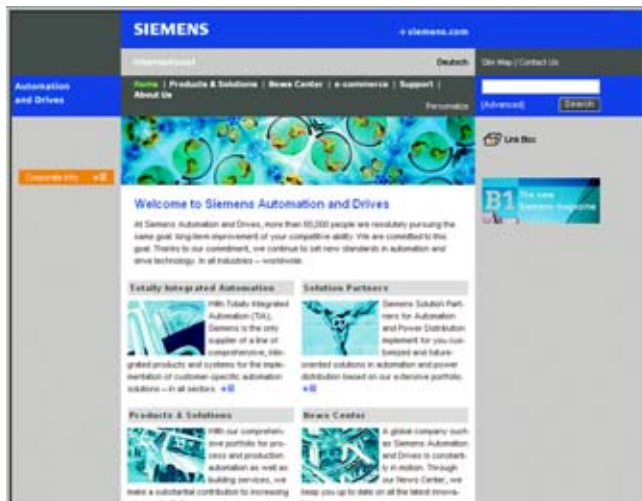 SIEMENS
siemens.com
International
Deutsch
Site Map / Contact Us
Automation
and Drives
Home | Products & Solutions | News Center | e-commerce | Support |
About Us
Personalize
[Advanced]
Search
Link Box
Corporate Info
B1 The new
Siemens magazine
Welcome to Siemens Automation and Drives
At Siemens Automation and Drives, more than 60,000 people are resolutely pursuing the
same goal: long-term improvement of your competitive ability. We are committed to this
goal. Thanks to our commitment, we continue to set new standards in automation and
drive technology. In all industries – worldwide.
Totally Integrated Automation
With Totally Integrated
Automation (TIA),
Siemens is the only
supplier of a line of
comprehensive, inte-
grated products and systems for the imple-
mentation of customer-specific automation
solutions – in all sectors.
Solution Partners
Siemens Solution Part-
ners for Automation
and Power Distribution
implement for you cus-
tomized and future-
oriented solutions in automation and power
distribution based on our extensive portfolio.
Products & Solutions
With our comprehen-
sive portfolio for pro-
cess and production
automation as well as
building services, we
make a substantial contribution to increasing
News Center
A global company such
as Siemens Automation
and Drives is constant-
ly in motion. Through
our News Center, we
keep you up to date on all the latest innova-